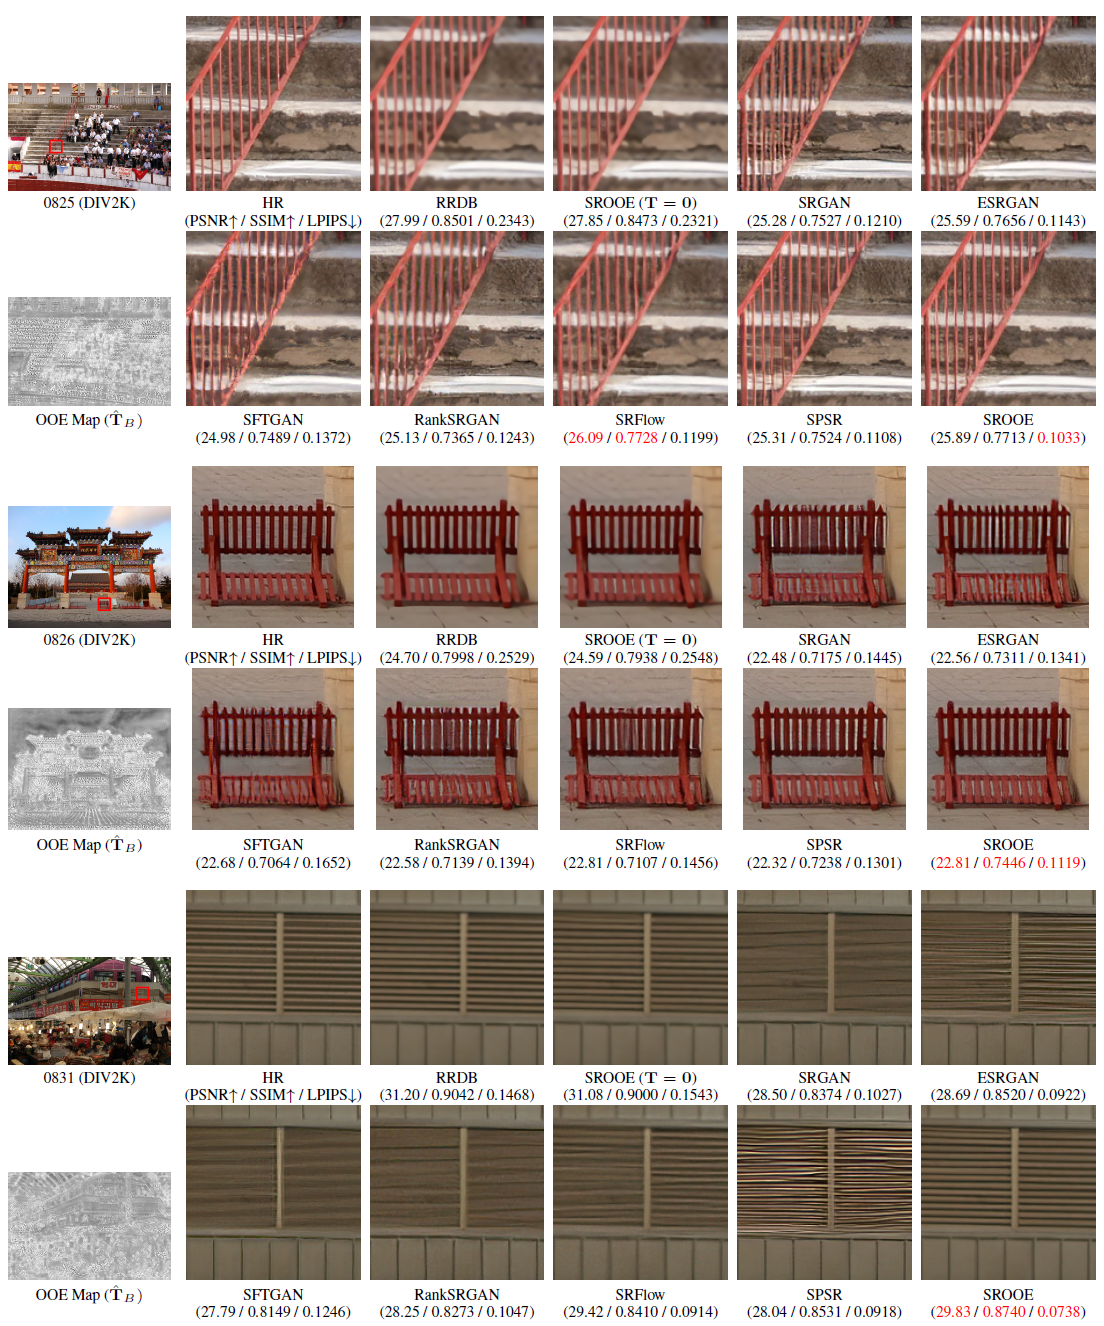 0825 (DIV2K)
HR
(PSNR↑ / SSIM↑ / LPIPS↓)
RRDB
(27.99 / 0.8501 / 0.2343)
SROOE (T = 0)
(27.85 / 0.8473 / 0.2321)
SRGAN
(25.28 / 0.7527 / 0.1210)
ESRGAN
(25.59 / 0.7656 / 0.1143)
OOE Map (T̂_B)
SFTGAN
(24.98 / 0.7489 / 0.1372)
RankSRGAN
(25.13 / 0.7365 / 0.1243)
SRFlow
(26.09 / 0.7728 / 0.1199)
SPSR
(25.31 / 0.7524 / 0.1108)
SROOE
(25.89 / 0.7713 / 0.1033)
0826 (DIV2K)
HR
(PSNR↑ / SSIM↑ / LPIPS↓)
RRDB
(24.70 / 0.7998 / 0.2529)
SROOE (T = 0)
(24.59 / 0.7938 / 0.2548)
SRGAN
(22.48 / 0.7175 / 0.1445)
ESRGAN
(22.56 / 0.7311 / 0.1341)
OOE Map (T̂_B)
SFTGAN
(22.68 / 0.7064 / 0.1652)
RankSRGAN
(22.58 / 0.7139 / 0.1394)
SRFlow
(22.81 / 0.7107 / 0.1456)
SPSR
(22.32 / 0.7238 / 0.1301)
SROOE
(22.81 / 0.7446 / 0.1119)
0831 (DIV2K)
HR
(PSNR↑ / SSIM↑ / LPIPS↓)
RRDB
(31.20 / 0.9042 / 0.1468)
SROOE (T = 0)
(31.08 / 0.9000 / 0.1543)
SRGAN
(28.50 / 0.8374 / 0.1027)
ESRGAN
(28.69 / 0.8520 / 0.0922)
OOE Map (T̂_B)
SFTGAN
(27.79 / 0.8149 / 0.1246)
RankSRGAN
(28.25 / 0.8273 / 0.1047)
SRFlow
(29.42 / 0.8410 / 0.0914)
SPSR
(28.04 / 0.8531 / 0.0918)
SROOE
(29.83 / 0.8740 / 0.0738)